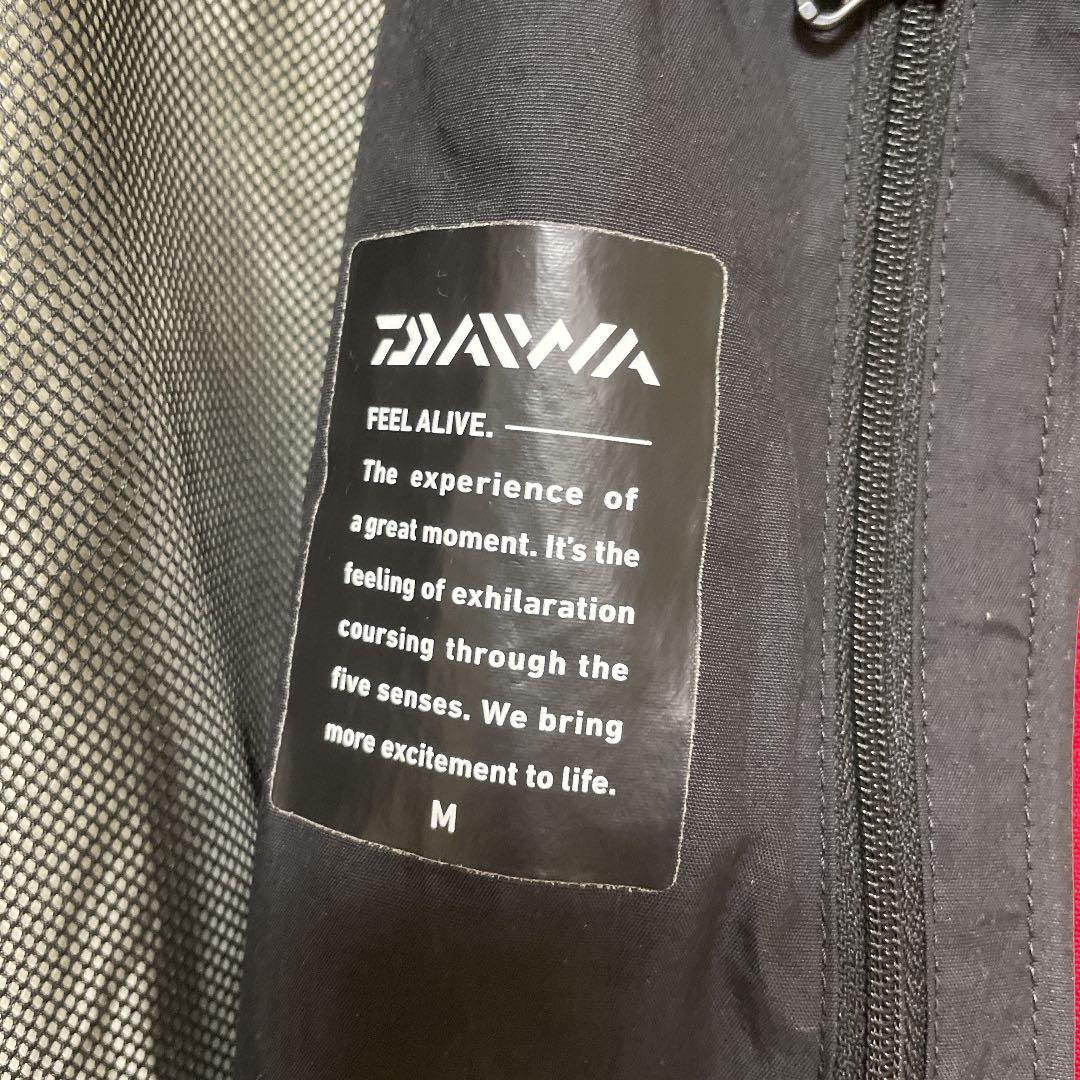 DAIWA
FEEL ALIVE.
The experience of
a great moment. It's the
feeling of exhilaration
coursing through the
five senses. We bring
more excitement to life.
M